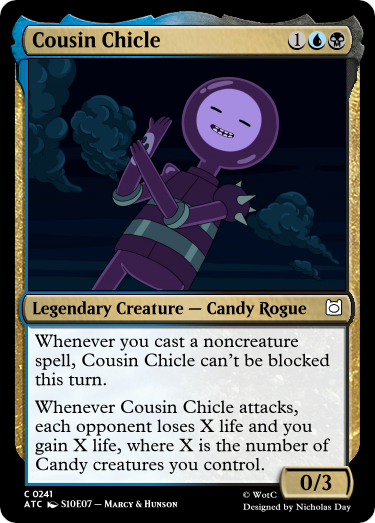 Cousin Chicle 1
Legendary Creature — Candy Rogue
Whenever you cast a noncreature
spell, Cousin Chicle can't be blocked
this turn.
Whenever Cousin Chicle attacks,
each opponent loses X life and you
gain X life, where X is the number of
Candy creatures you control.
0/3
C 0241
ATC S10E07 – Marcy & Hunson
© WotC
Designed by Nicholas Day